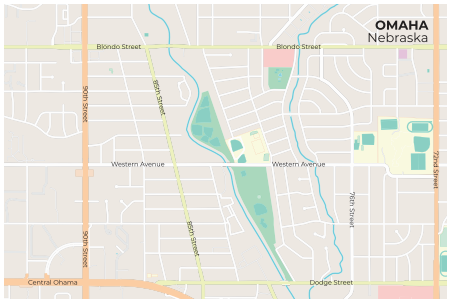 OMAHA
Nebraska
Blondo Street
Blondo Street
90th Street
85th Street
Western Avenue
Western Avenue
72nd Street
76th Street
85th Street
90th Street
Central Ohama
Dodge Street